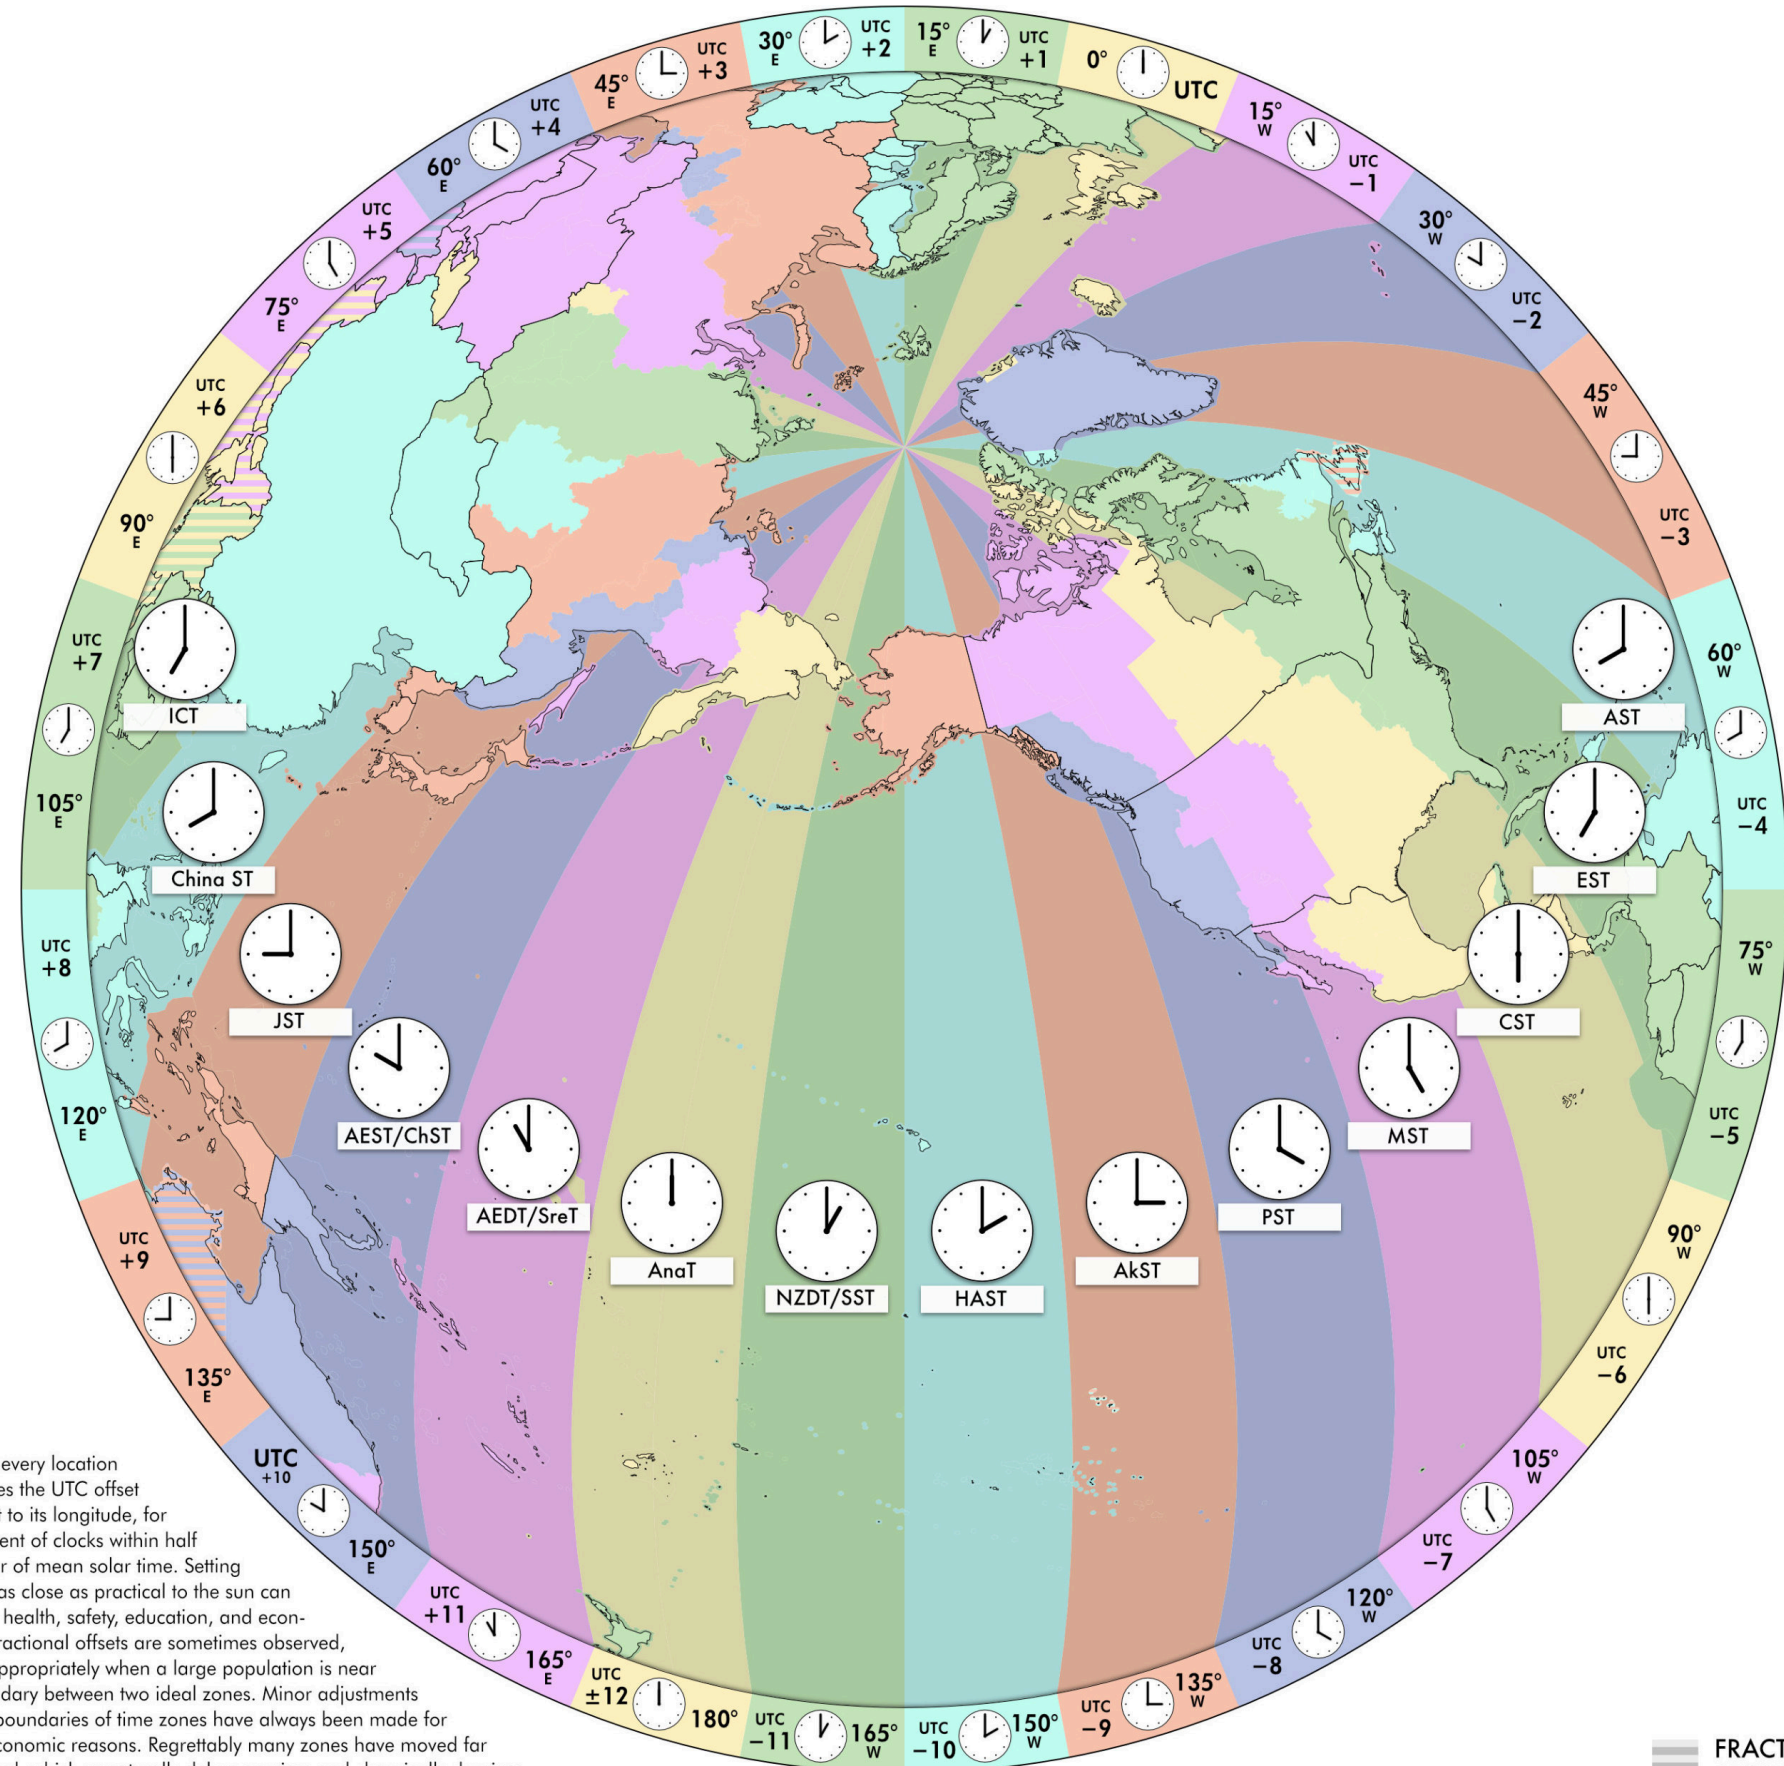 30°
E
UTC
+2
15°
E
UTC
+1
0°
UTC
15°
W
UTC
−1
30°
W
UTC
−2
45°
W
UTC
−3
60°
W
UTC
−4
75°
W
UTC
−5
90°
W
UTC
−6
105°
W
UTC
−7
120°
W
UTC
−8
135°
W
UTC
−9
150°
W
UTC
−10
165°
W
UTC
−11
180°
UTC
±12
165°
E
UTC
+11
150°
E
UTC
+10
135°
E
UTC
+9
120°
E
UTC
+8
105°
E
UTC
+7
90°
E
UTC
+6
75°
E
UTC
+5
60°
E
UTC
+4
45°
E
UTC
+3
ICT
China ST
JST
AEST/ChST
AEDT/SreT
AnaT
NZDT/SST
HAST
AkST
PST
MST
CST
EST
AST
every location
es the UTC offset
t to its longitude, for
ent of clocks within half
r of mean solar time. Setting
as close as practical to the sun can
health, safety, education, and econ-
ractional offsets are sometimes observed,
ppropriately when a large population is near
dary between two ideal zones. Minor adjustments
boundaries of time zones have always been made for
conomic reasons. Regrettably many zones have moved far
FRACT